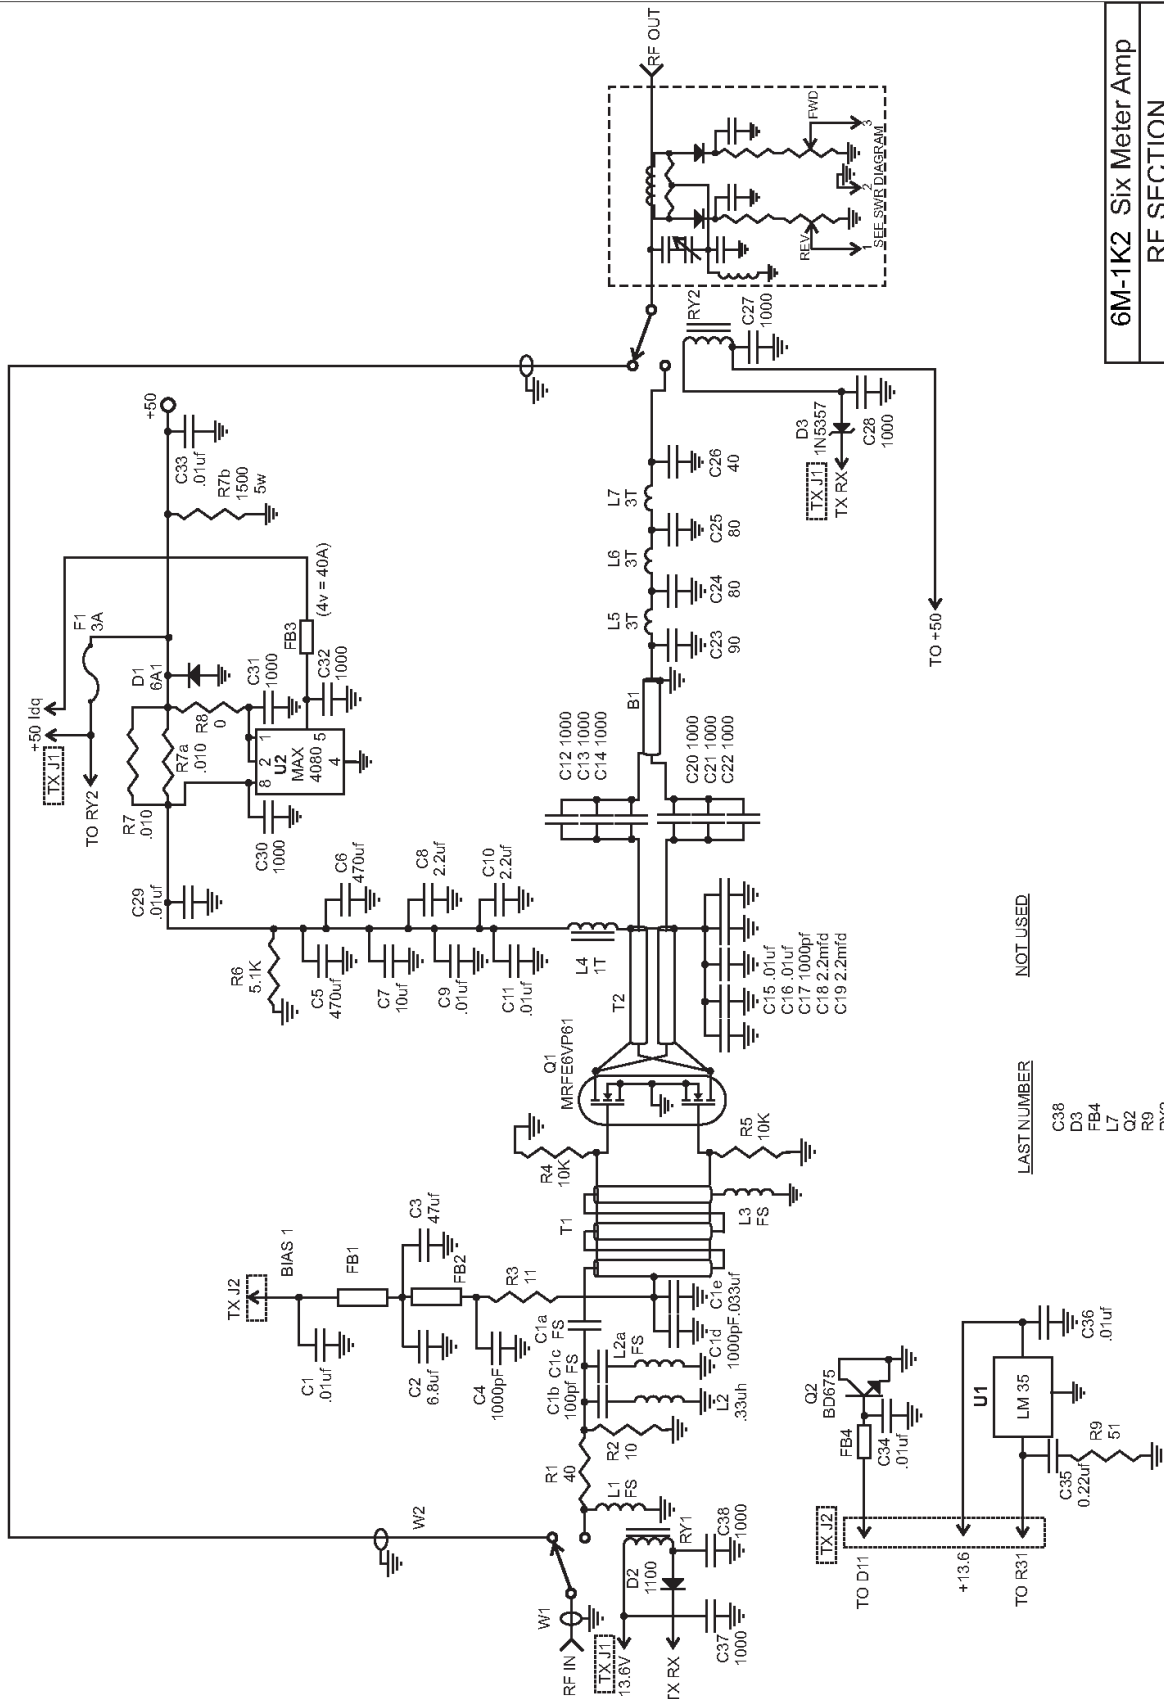 6M-1K2 Six Meter Amp
RF SECTION
RF IN
W1
W2
TX J1
13.6V
TX RX
D2
1100
RY1
C37
1000
C38
1000
L1
FS
R1
40
R2
10
C1b
100pf
C1c
FS
C1a
FS
L2
.33uh
L2a
FS
C1d
1000pF
C1e
.033uf
TX J2
BIAS 1
C1
.01uf
FB1
C2
6.8uf
C3
47uf
FB2
C4
1000pF
R3
11
T1
L3
FS
R4
10K
R5
10K
Q1
MRFE6VP61
T2
L4
1T
R6
5.1K
C5
470uf
C6
470uf
C7
10uf
C8
2.2uf
C9
.01uf
C10
2.2uf
C11
.01uf
C29
.01uf
C15 .01uf
C16 .01uf
C17 1000pf
C18 2.2mfd
C19 2.2mfd
C12 1000
C13 1000
C14 1000
C20 1000
C21 1000
C22 1000
B1
TX J1
+50 Idq
TO RY2
F1
3A
R7
.010
R7a
.010
D1
6A1
R8
0
C30
1000
C31
1000
8
2
1
U2
MAX
4080
5
4
C32
1000
FB3
(4v = 40A)
+50
C33
.01uf
R7b
1500
5w
C23
90
L5
3T
C24
80
L6
3T
C25
80
L7
3T
C26
40
TX J1
TX RX
D3
1N5357
C28
1000
RY2
C27
1000
TO +50
RF OUT
REV
FWD
1
2
3
SEE SWR DIAGRAM
TX J2
TO D11
+13.6
TO R31
FB4
C34
.01uf
Q2
BD675
U1
LM 35
C35
0.22uf
R9
51
C36
.01uf
LAST NUMBER
C38
D3
FB4
L7
Q2
R9
NOT USED